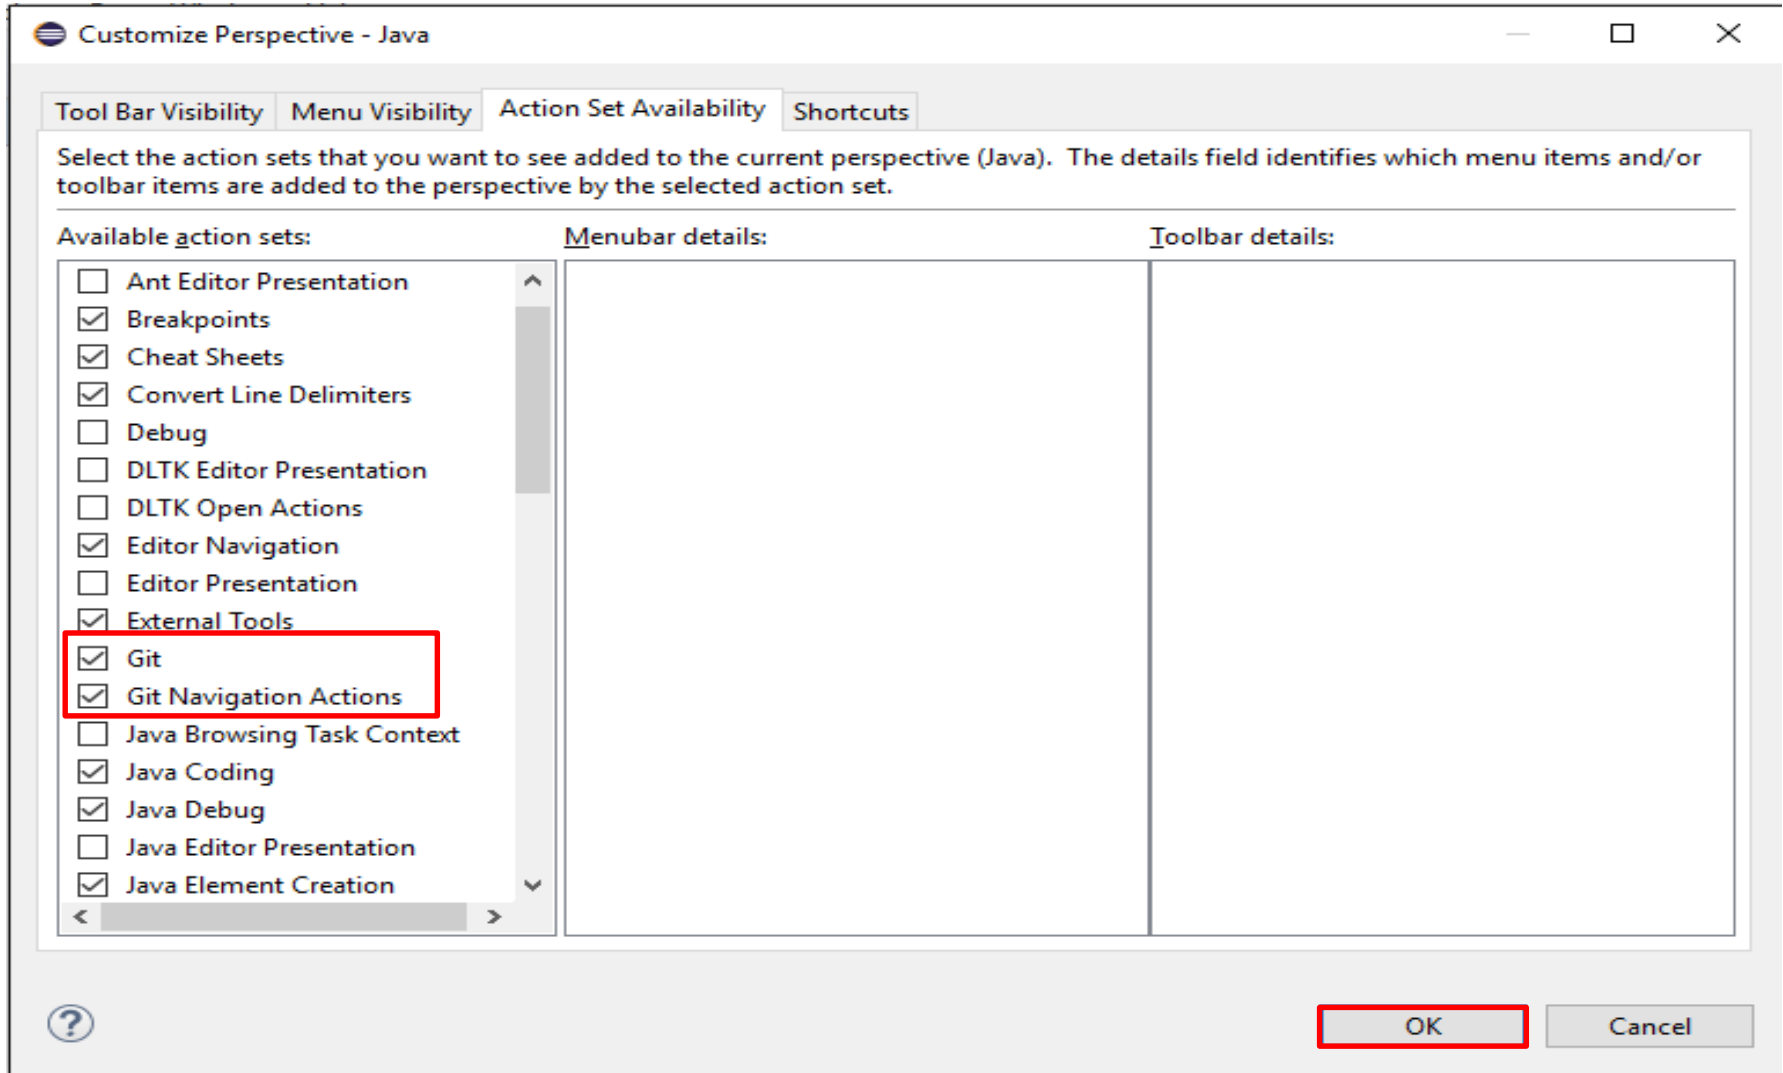 Customize Perspective - Java
Tool Bar Visibility Menu Visibility Action Set Availability Shortcuts
Select the action sets that you want to see added to the current perspective (Java).  The details field identifies which menu items and/or
toolbar items are added to the perspective by the selected action set.
Available action sets: Menubar details: Toolbar details:
Ant Editor Presentation
Breakpoints
Cheat Sheets
Convert Line Delimiters
Debug
DLTK Editor Presentation
DLTK Open Actions
Editor Navigation
Editor Presentation
External Tools
Git
Git Navigation Actions
Java Browsing Task Context
Java Coding
Java Debug
Java Editor Presentation
Java Element Creation
OK Cancel